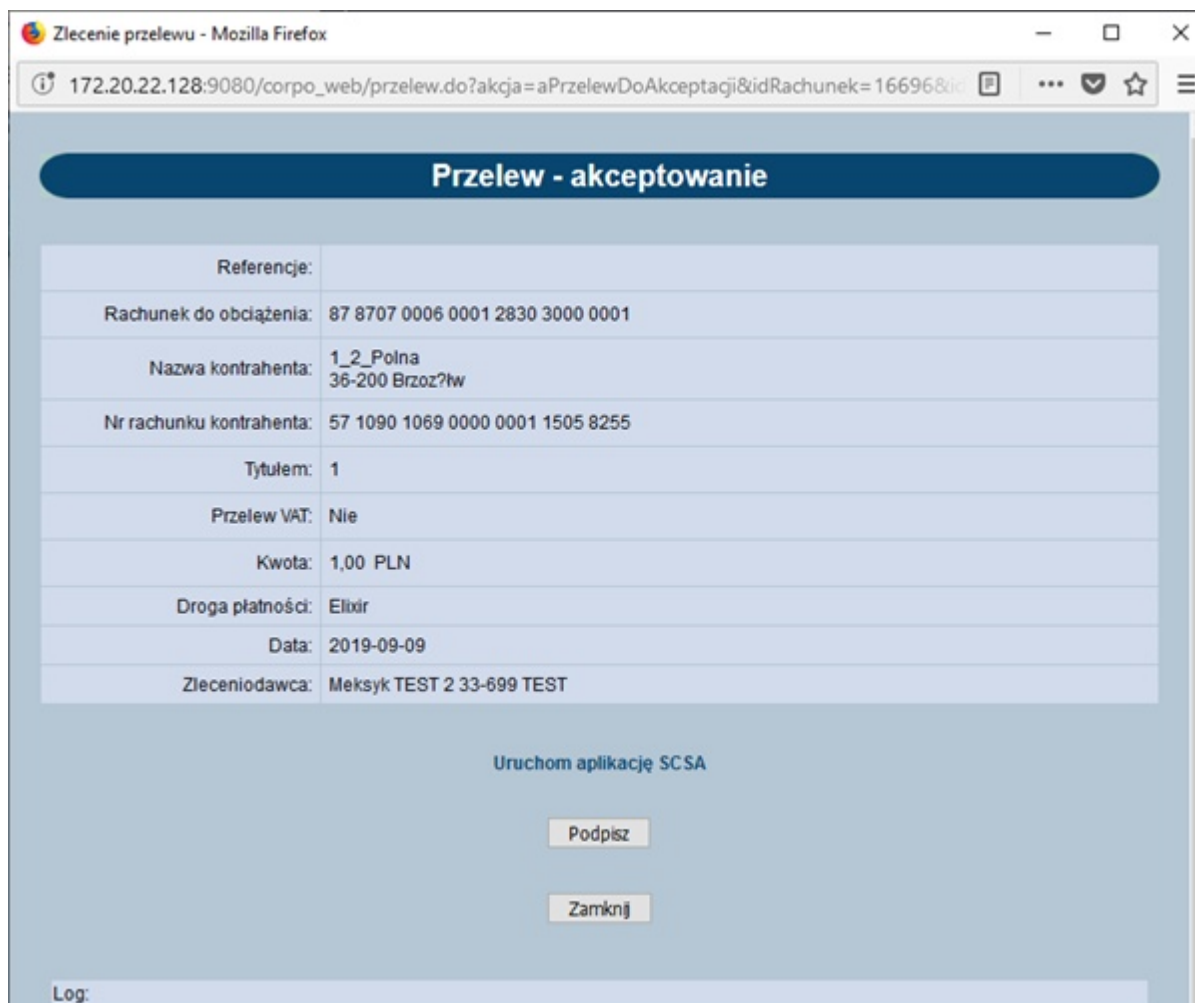 Zlecenie przelewu - Mozilla Firefox
172.20.22.128:9080/corpo_web/przelew.do?akcja=aPrzelewDoAkceptacji&idRachunek=16696&i
Przelew - akceptowanie
Referencje:
Rachunek do obciążenia: 87 8707 0006 0001 2830 3000 0001
Nazwa kontrahenta: 1_2_Polna
36-200 Brzoz?łw
Nr rachunku kontrahenta: 57 1090 1069 0000 0001 1505 8255
Tytułem: 1
Przelew VAT: Nie
Kwota: 1,00 PLN
Droga płatności: Elixir
Data: 2019-09-09
Zleceniodawca: Meksyk TEST 2 33-699 TEST
Uruchom aplikację SCSA
Podpisz
Zamknij
Log: